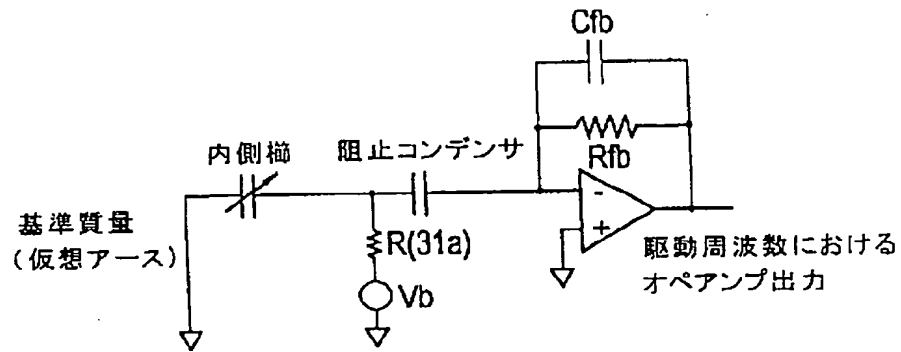 Cfb
Rfb
内側櫛
阻止コンデンサ
基準質量
(仮想アース)
R(31a)
Vb
-
+
駆動周波数における
オペアンプ出力